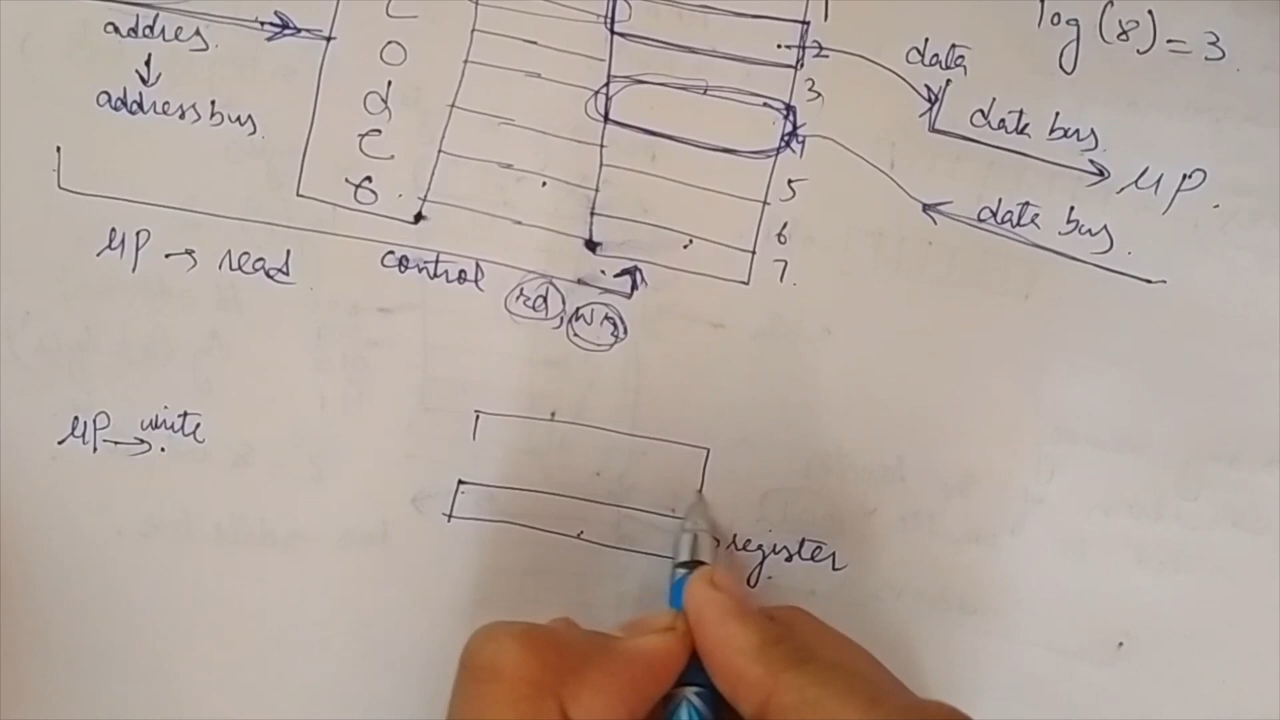 addres.
↓
address bus.
c
o
d
e
r.
1
2
3
4
5
6
7.
log(8) = 3.
data
data bus.
μP.
data bus.
μP → read
control
rd, wr
μP → write
register